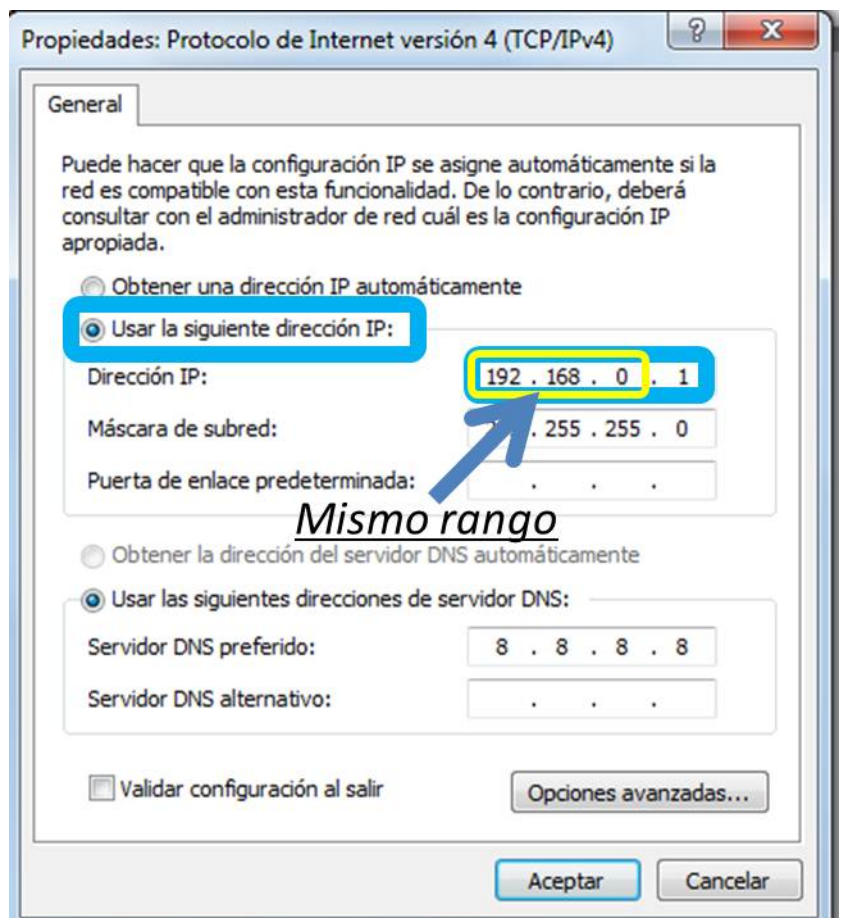 Propiedades: Protocolo de Internet versión 4 (TCP/IPv4)
General
Puede hacer que la configuración IP se asigne automáticamente si la
red es compatible con esta funcionalidad. De lo contrario, deberá
consultar con el administrador de red cuál es la configuración IP
apropiada.
Obtener una dirección IP automáticamente
Usar la siguiente dirección IP:
Dirección IP: 192 . 168 . 0 . 1
Máscara de subred: . 255 . 255 . 0
Puerta de enlace predeterminada: . . .
Mismo rango
Obtener la dirección del servidor DNS automáticamente
Usar las siguientes direcciones de servidor DNS:
Servidor DNS preferido: 8 . 8 . 8 . 8
Servidor DNS alternativo: . . .
Validar configuración al salir
Opciones avanzadas...
Aceptar Cancelar